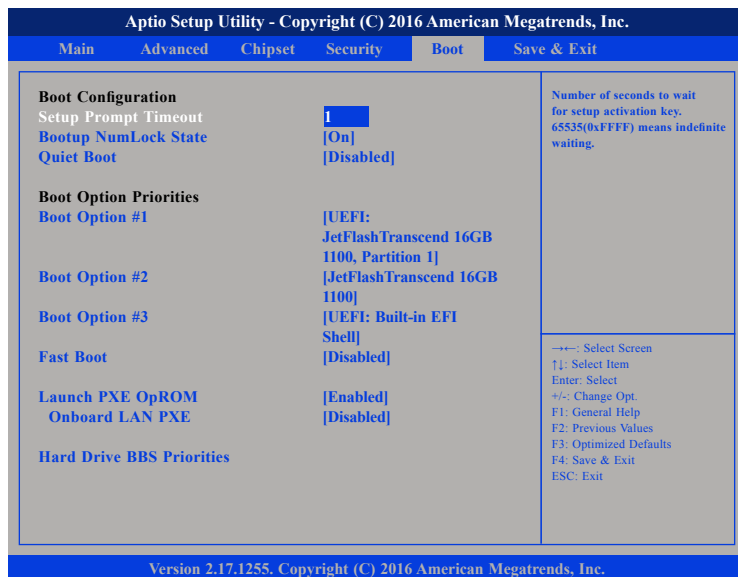 Aptio Setup Utility - Copyright (C) 2016 American Megatrends, Inc.
Main Advanced Chipset Security Boot Save & Exit
Boot Configuration
Setup Prompt Timeout 1
Bootup NumLock State [On]
Quiet Boot [Disabled]
Boot Option Priorities
Boot Option #1 [UEFI:
JetFlashTranscend 16GB
1100, Partition 1]
Boot Option #2 [JetFlashTranscend 16GB
1100]
Boot Option #3 [UEFI: Built-in EFI
Shell]
Fast Boot [Disabled]
Launch PXE OpROM [Enabled]
Onboard LAN PXE [Disabled]
Hard Drive BBS Priorities
Number of seconds to wait
for setup activation key.
65535(0xFFFF) means indefinite
waiting.
→←: Select Screen
↑↓: Select Item
Enter: Select
+/-: Change Opt.
F1: General Help
F2: Previous Values
F3: Optimized Defaults
F4: Save & Exit
ESC: Exit
Version 2.17.1255. Copyright (C) 2016 American Megatrends, Inc.